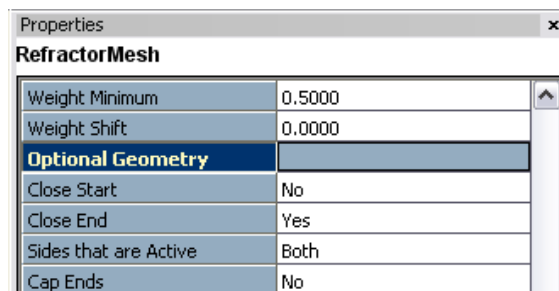 Properties x
RefractorMesh
Weight Minimum 0.5000
Weight Shift 0.0000
Optional Geometry
Close Start No
Close End Yes
Sides that are Active Both
Cap Ends No